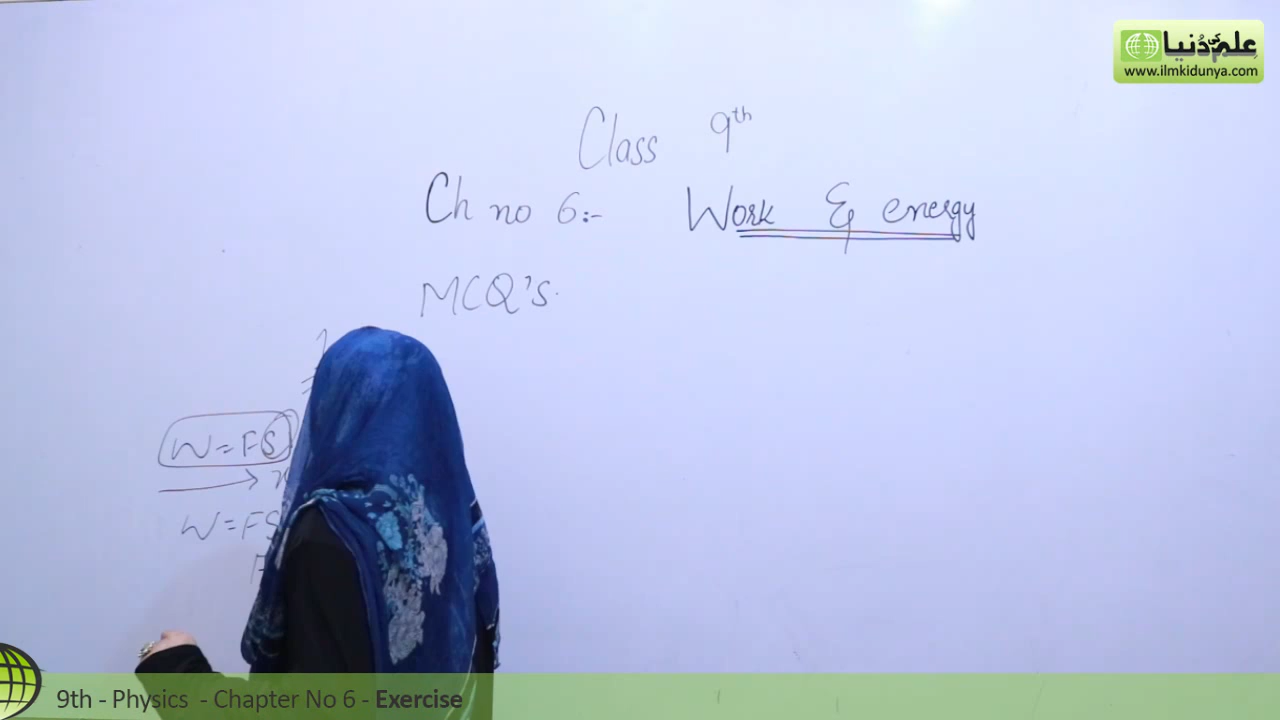 علم کی دُنیا
www.ilmkidunya.com
Class 9th
Ch no 6:- Work & energy
MCQ's.
W=FS
W=FS
9th - Physics - Chapter No 6 - Exercise